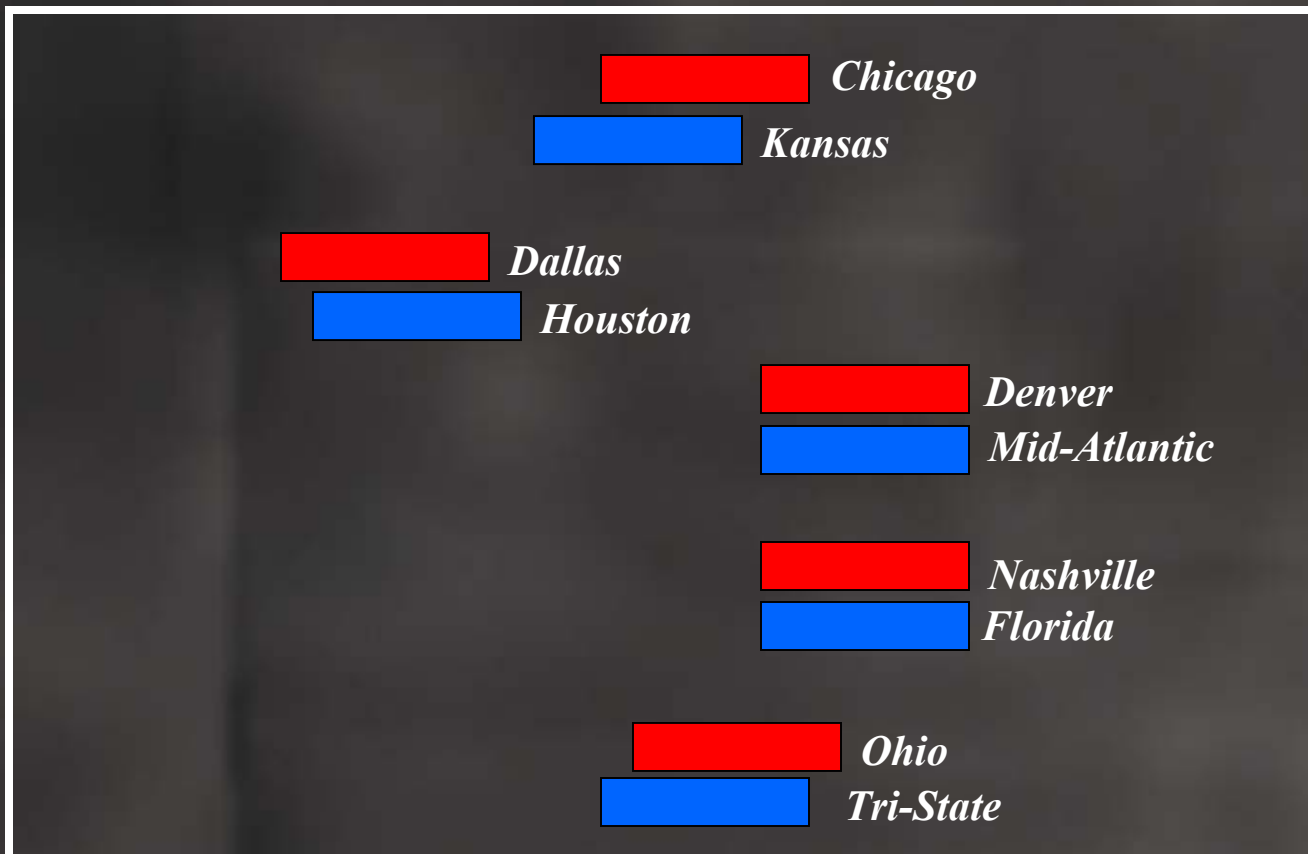 Chicago
Kansas
Dallas
Houston
Denver
Mid-Atlantic
Nashville
Florida
Ohio
Tri-State